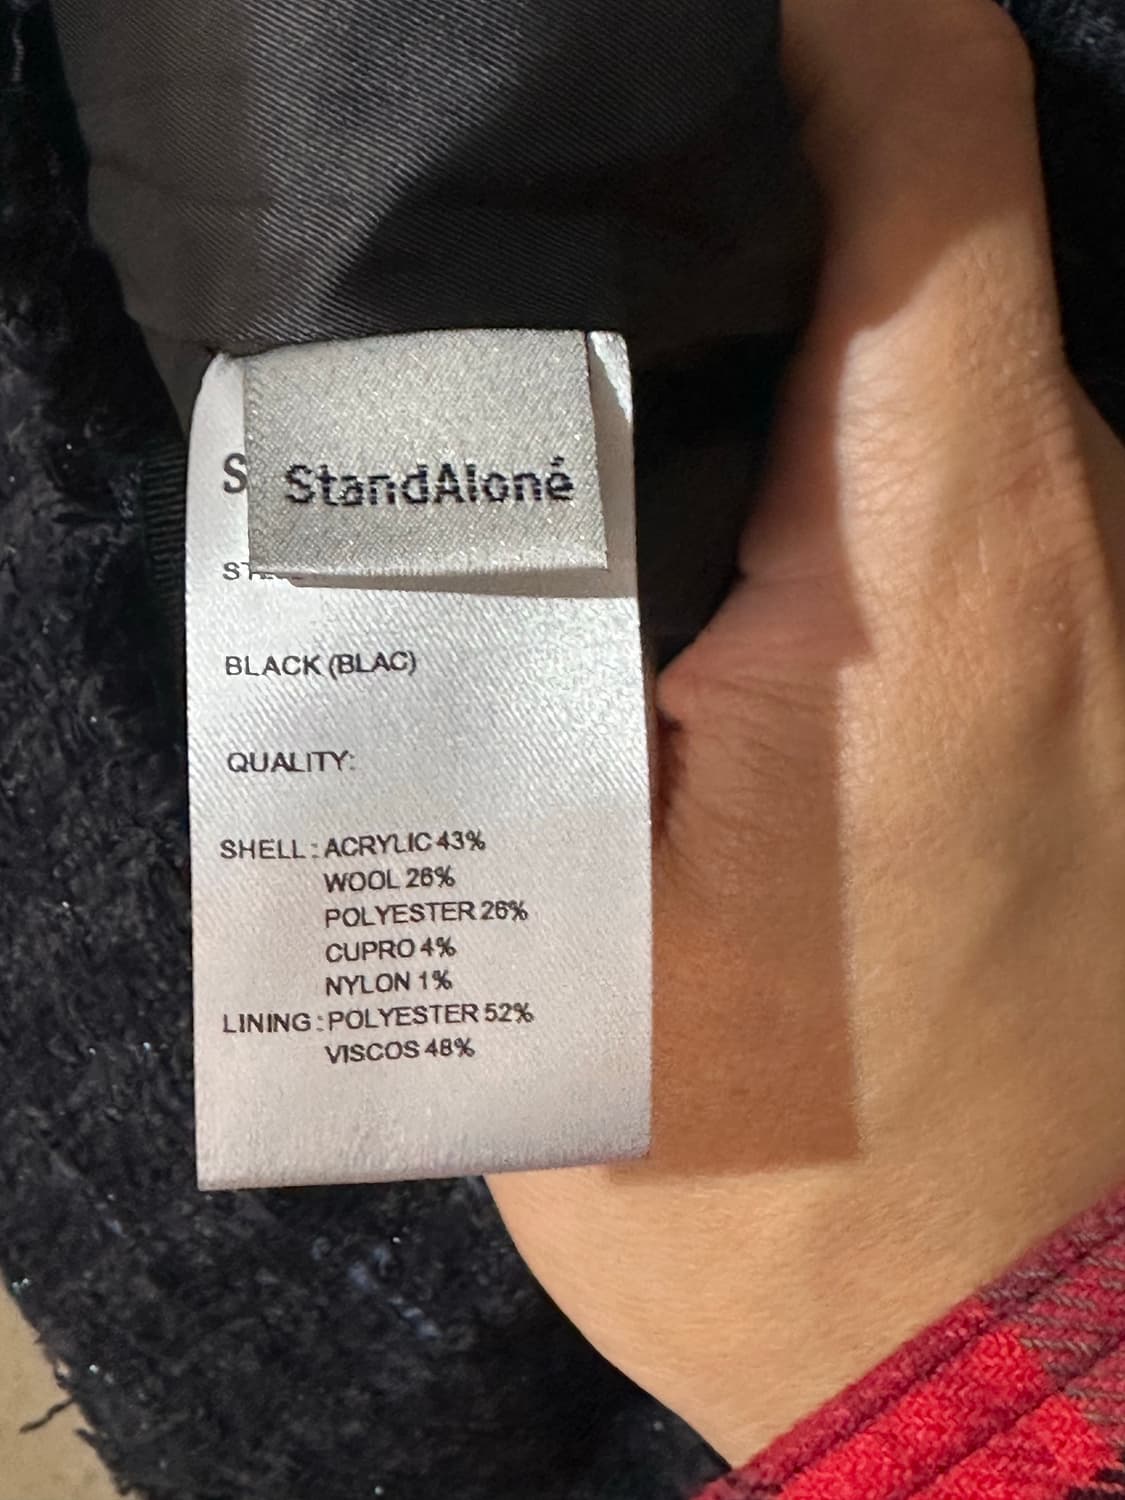 StandAloné
BLACK (BLAC)
QUALITY:
SHELL : ACRYLIC 43%
WOOL 26%
POLYESTER 26%
CUPRO 4%
NYLON 1%
LINING : POLYESTER 52%
VISCOS 48%